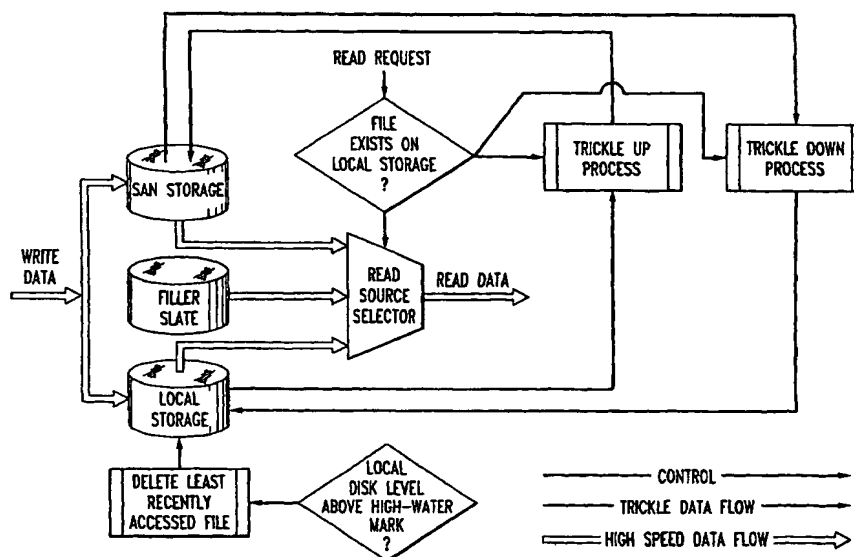 READ REQUEST
FILE
EXISTS ON
LOCAL STORAGE
?
TRICKLE UP
PROCESS
TRICKLE DOWN
PROCESS
SAN STORAGE
WRITE
DATA
FILLER
SLATE
READ
SOURCE
SELECTOR
READ DATA
LOCAL
STORAGE
DELETE LEAST
RECENTLY
ACCESSED FILE
LOCAL
DISK LEVEL
ABOVE HIGH-WATER
MARK
?
CONTROL
TRICKLE DATA FLOW
HIGH SPEED DATA FLOW